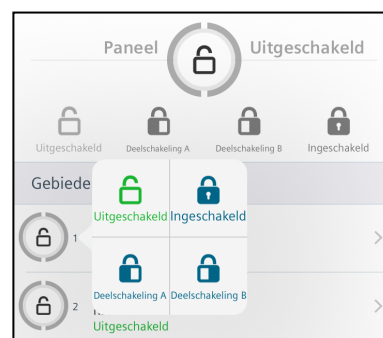 Paneel Uitgeschakeld
Uitgeschakeld Deelschakeling A Deelschakeling B Ingeschakeld
Gebiede
Uitgeschakeld Ingeschakeld
1
Deelschakeling A Deelschakeling B
2
Uitgeschakeld